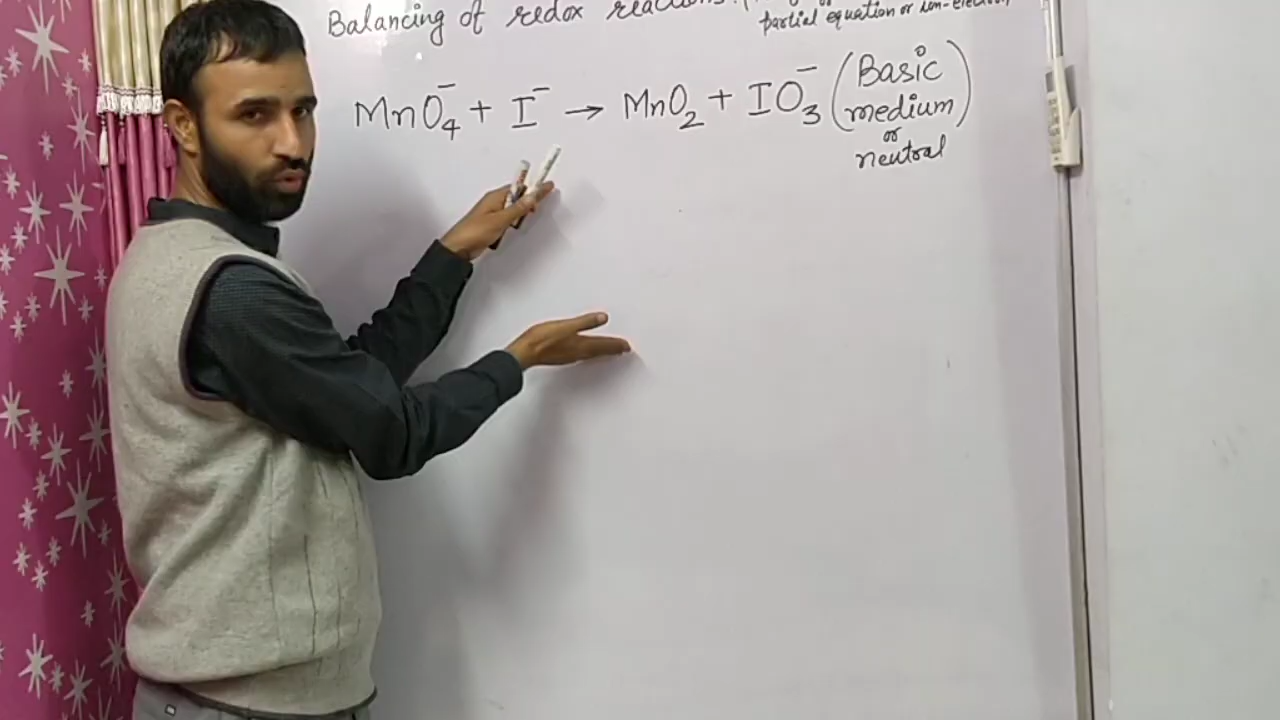 Balancing of redox reactions: (
partial equation or ion-electron
MnO₄⁻ + I⁻ → MnO₂ + IO₃⁻ (Basic
medium)
or
neutral